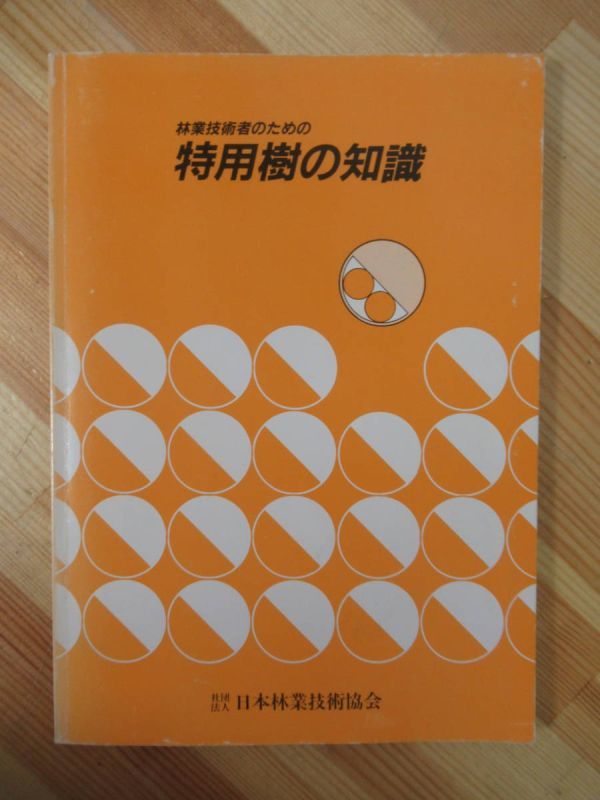 林業技術者のための
特用樹の知識
社団法人 日本林業技術協会